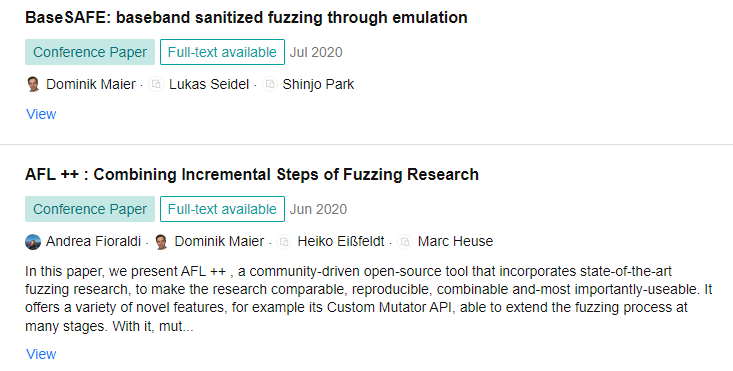 BaseSAFE: baseband sanitized fuzzing through emulation
Conference Paper Full-text available Jul 2020
Dominik Maier · Lukas Seidel · Shinjo Park
View
AFL ++ : Combining Incremental Steps of Fuzzing Research
Conference Paper Full-text available Jun 2020
Andrea Fioraldi · Dominik Maier · Heiko Eißfeldt · Marc Heuse
In this paper, we present AFL ++ , a community-driven open-source tool that incorporates state-of-the-art
fuzzing research, to make the research comparable, reproducible, combinable and-most importantly-useable. It
offers a variety of novel features, for example its Custom Mutator API, able to extend the fuzzing process at
many stages. With it, mut...
View